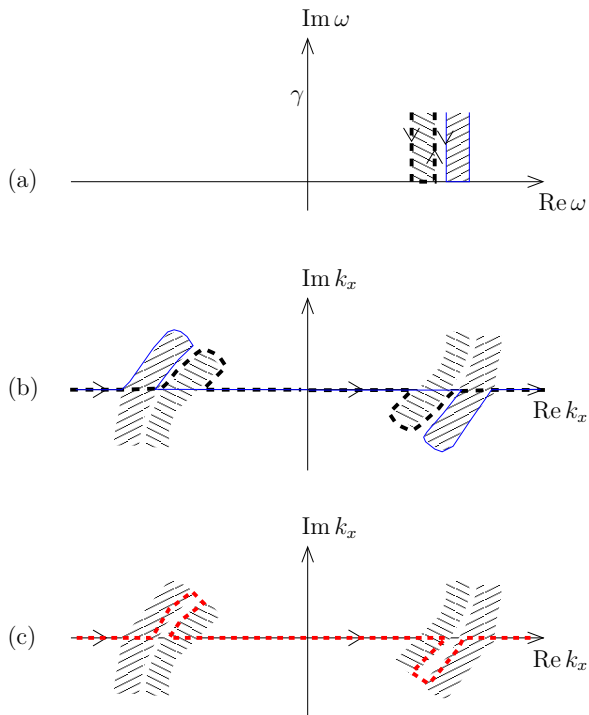 Im ω
γ
(a)
Re ω
Im k_x
(b)
Re k_x
Im k_x
(c)
Re k_x